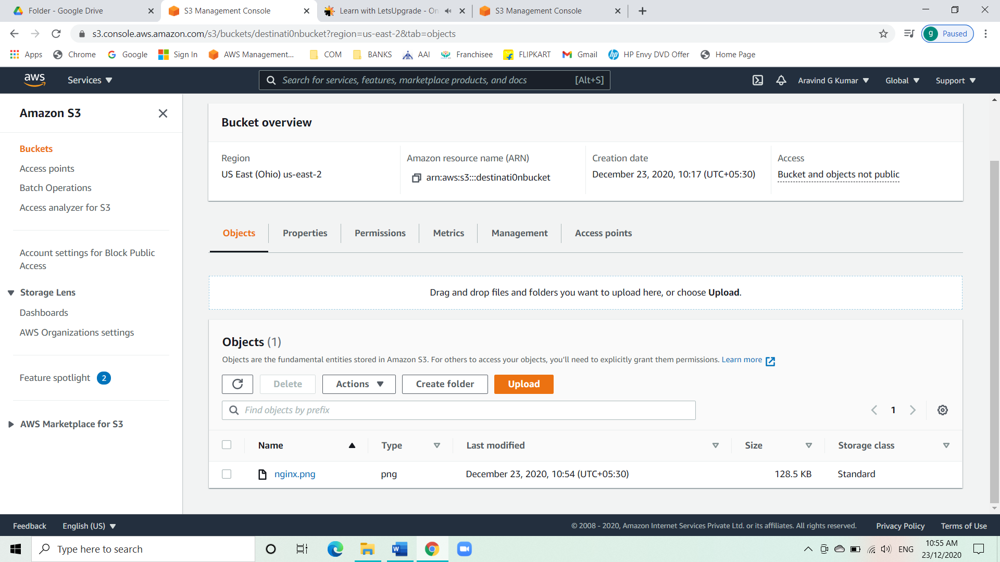 Folder - Google Drive
S3 Management Console
Learn with LetsUpgrade - On
S3 Management Console
s3.console.aws.amazon.com/s3/buckets/destinati0nbucket?region=us-east-2&tab=objects
g Paused
Apps Chrome Google Sign In AWS Management... COM BANKS AAI Franchisee FLIPKART Gmail HP Envy DVD Offer Home Page
aws Services Search for services, features, marketplace products, and docs [Alt+S] Aravind G Kumar Global Support
Amazon S3
Buckets
Access points
Batch Operations
Access analyzer for S3
Account settings for Block Public
Access
Storage Lens
Dashboards
AWS Organizations settings
Feature spotlight 2
AWS Marketplace for S3
Bucket overview
Region
US East (Ohio) us-east-2
Amazon resource name (ARN)
arn:aws:s3:::destinati0nbucket
Creation date
December 23, 2020, 10:17 (UTC+05:30)
Access
Bucket and objects not public
Objects Properties Permissions Metrics Management Access points
Drag and drop files and folders you want to upload here, or choose Upload.
Objects (1)
Objects are the fundamental entities stored in Amazon S3. For others to access your objects, you'll need to explicitly grant them permissions. Learn more
Delete Actions Create folder Upload
Find objects by prefix
1
Name Type Last modified Size Storage class
nginx.png png December 23, 2020, 10:54 (UTC+05:30) 128.5 KB Standard
Feedback English (US) © 2008 - 2020, Amazon Internet Services Private Ltd. or its affiliates. All rights reserved. Privacy Policy Terms of Use
Type here to search
ENG
10:55 AM
23/12/2020